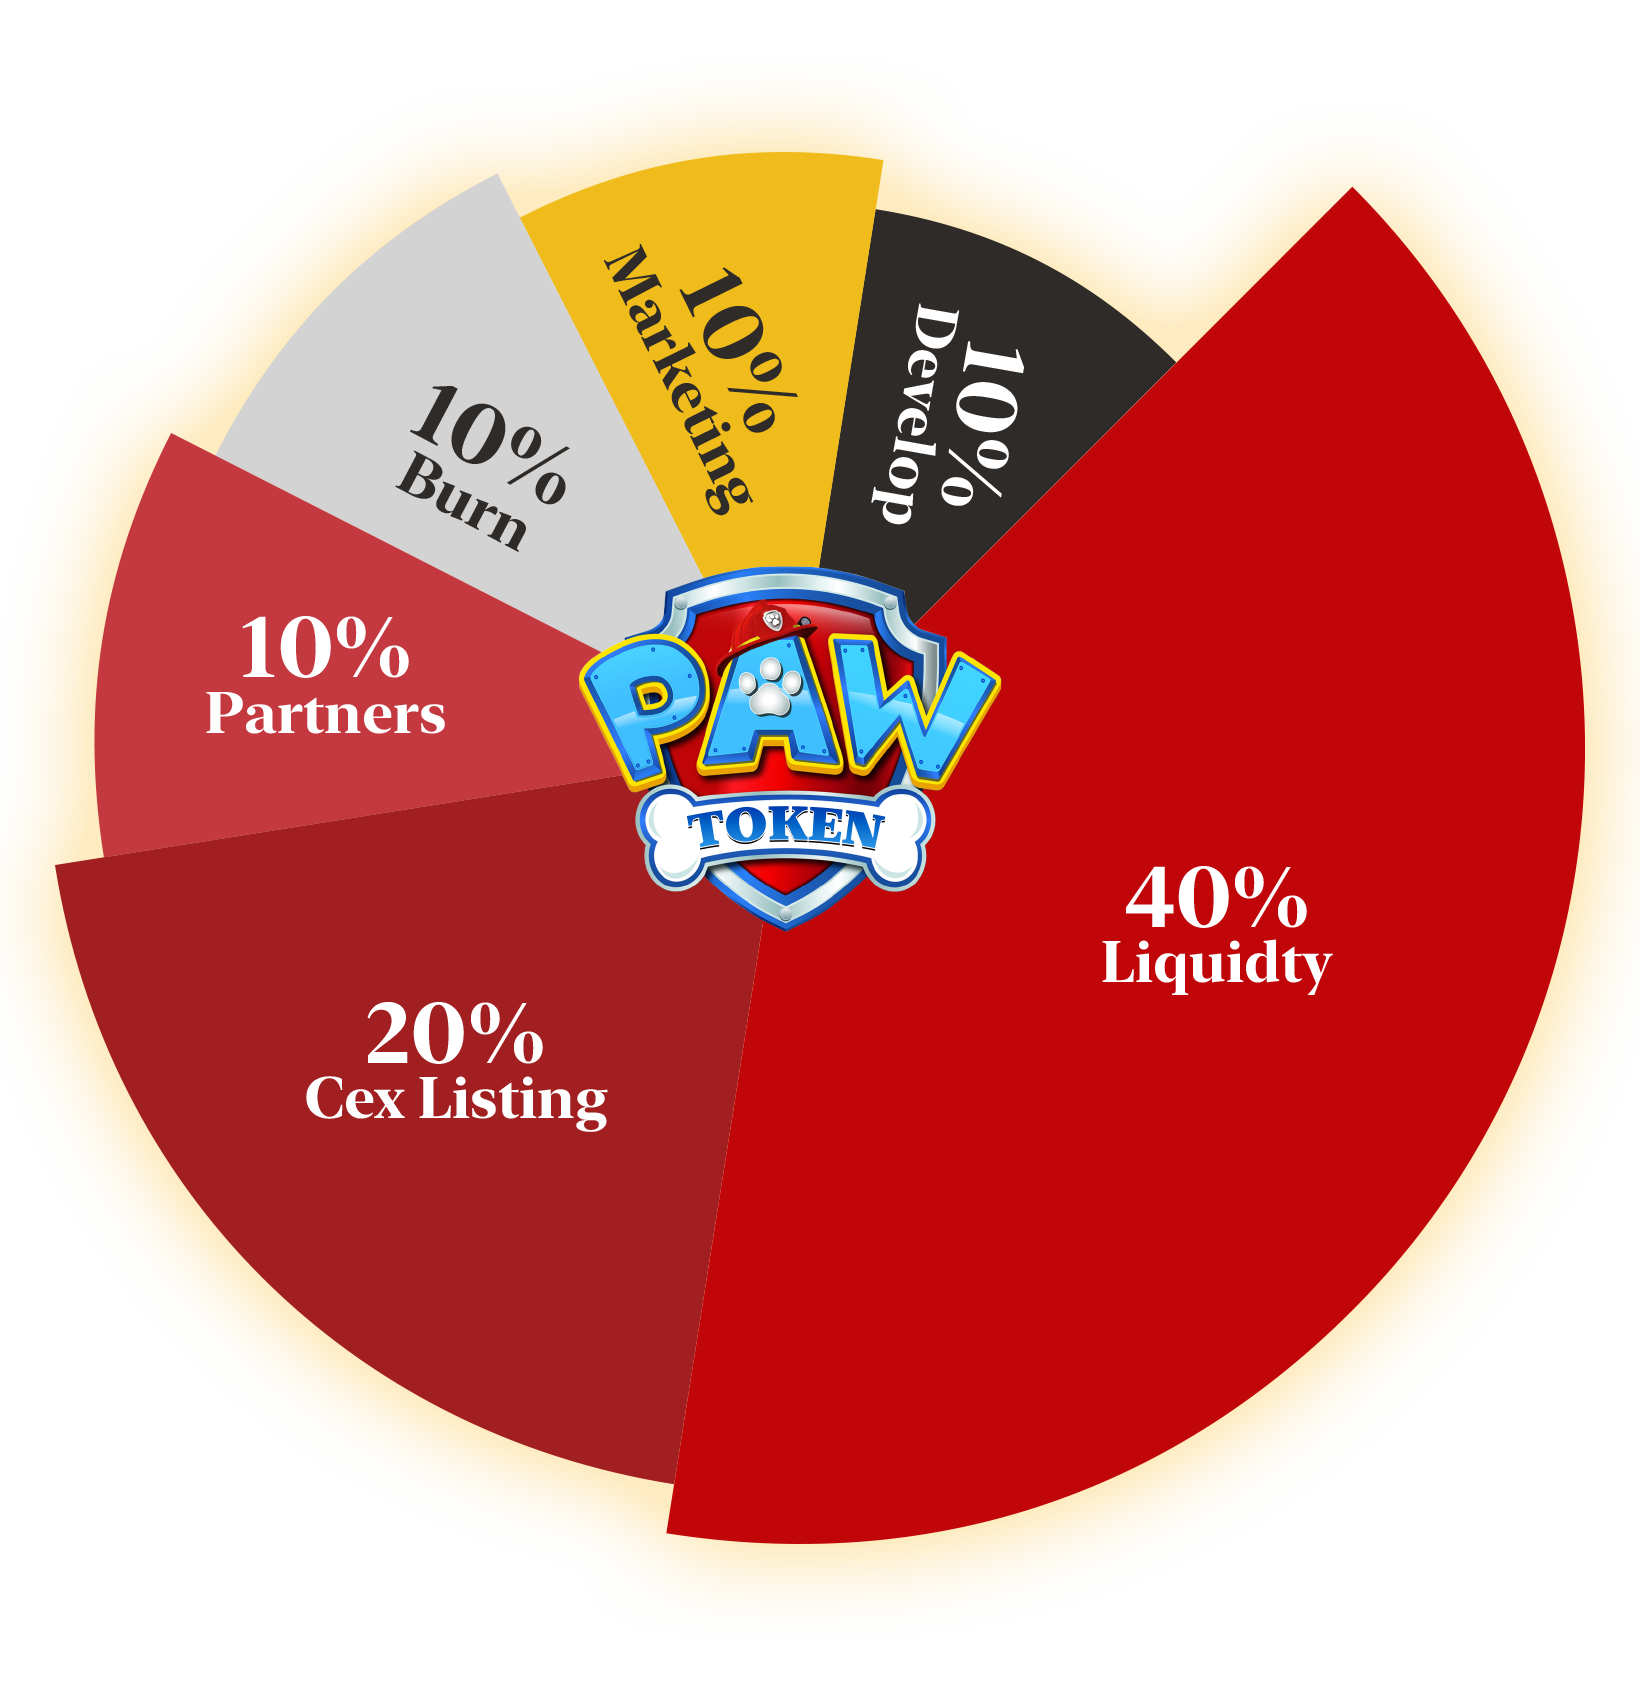 10%
Marketing
10%
Develop
10%
Burn
10%
Partners
PAW
TOKEN
40%
Liquidty
20%
Cex Listing